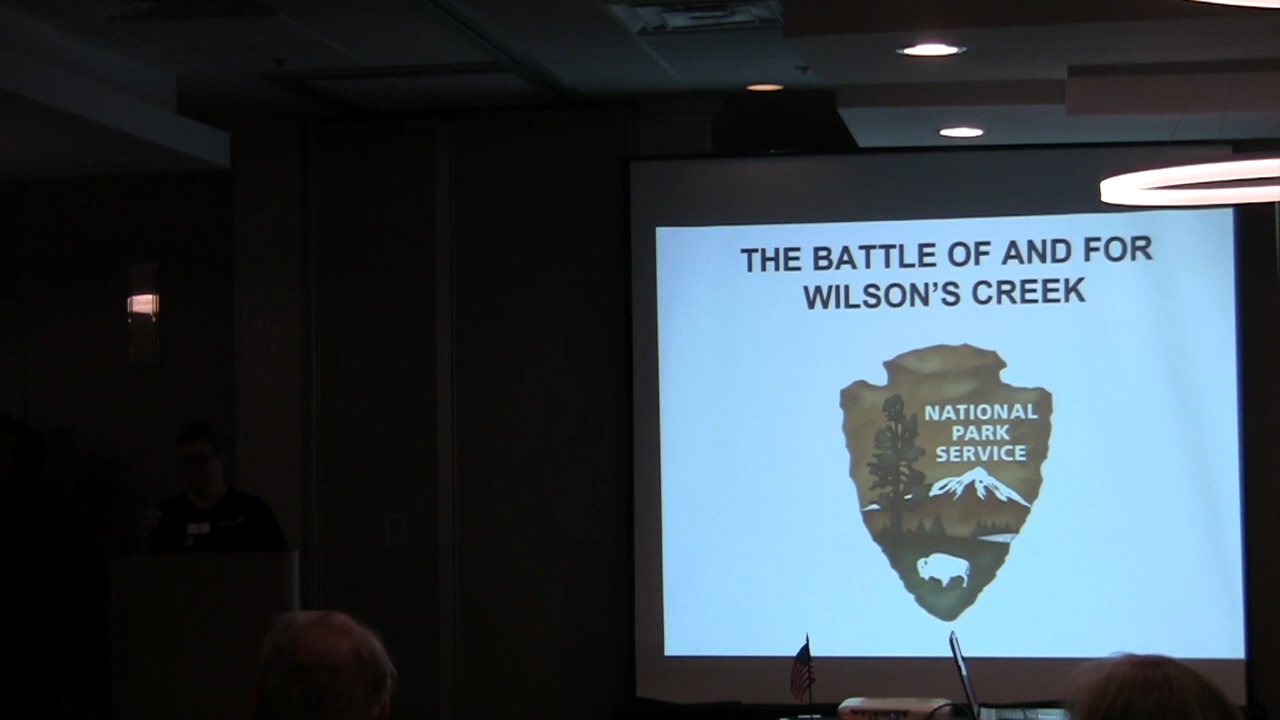 THE BATTLE OF AND FOR
WILSON'S CREEK
NATIONAL
PARK
SERVICE